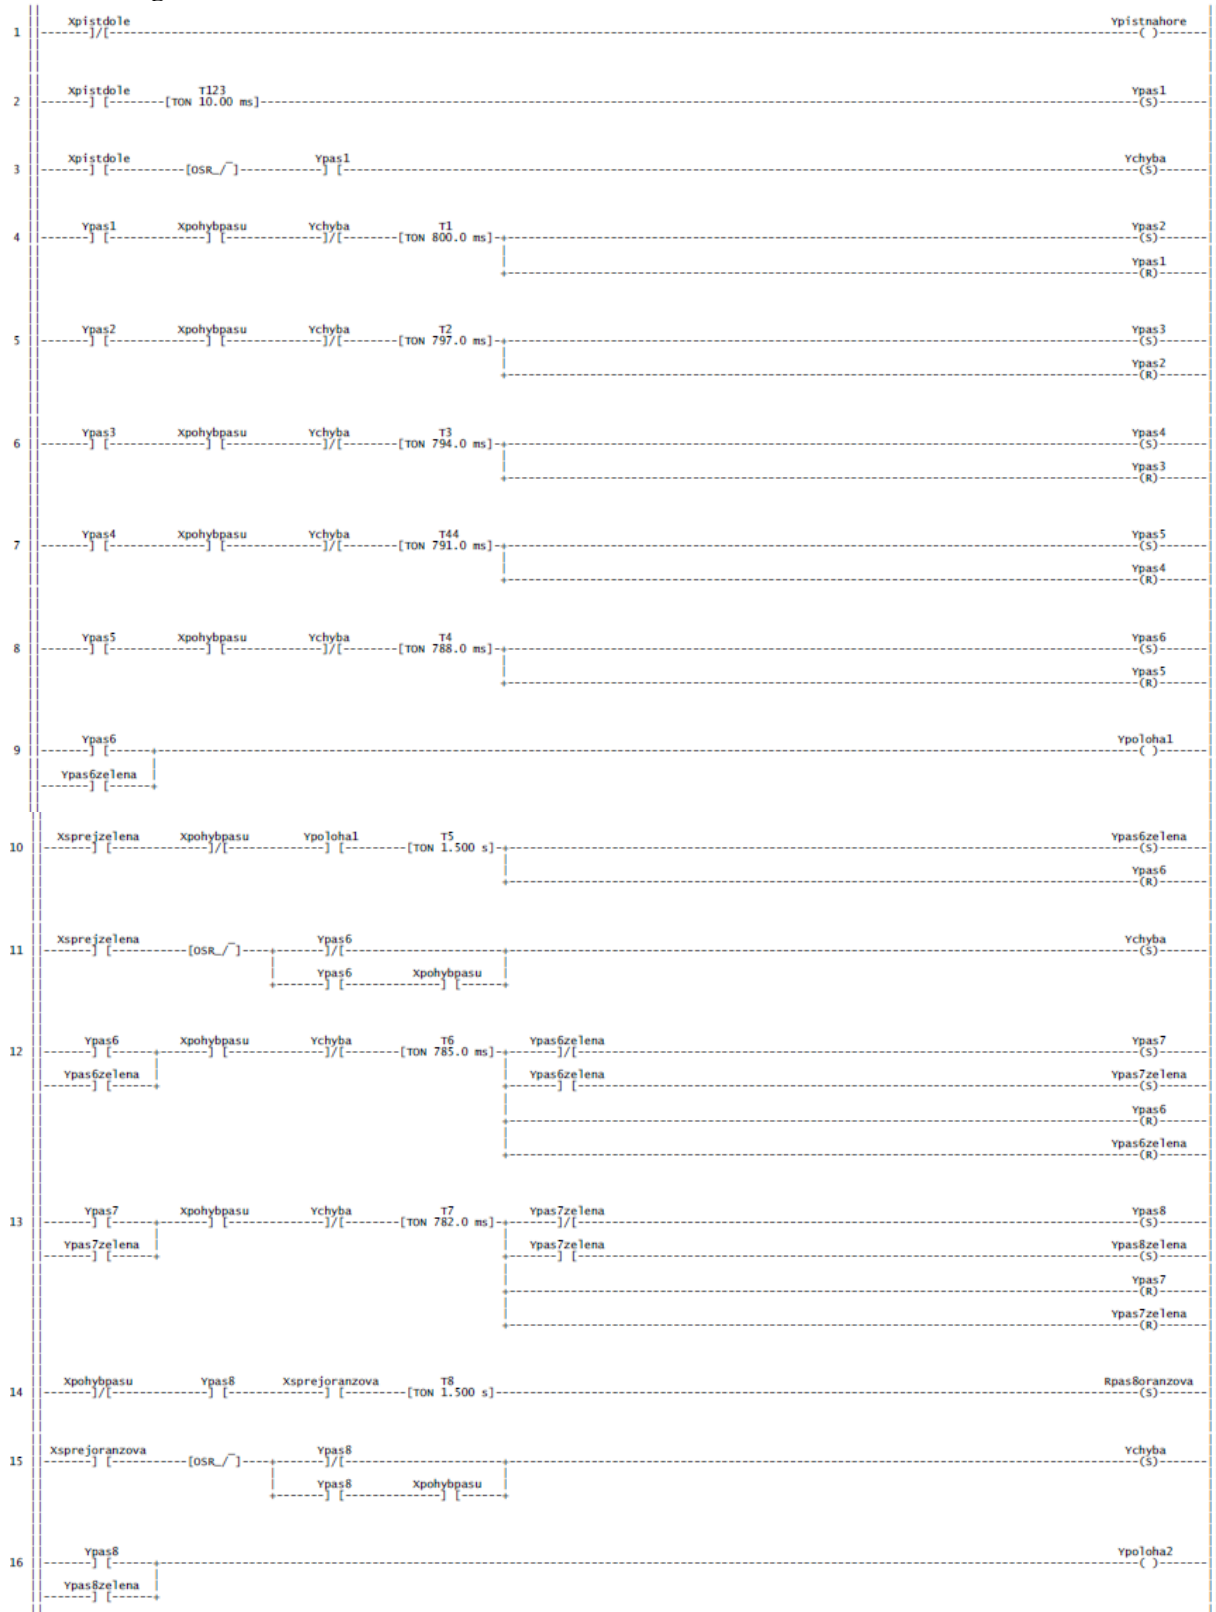 Xpistdole Ypistnahore
1 ||-------]/[-------( )-------
Xpistdole T123 Ypas1
2 ||-------] [-------[TON 10.00 ms]-------(S)-------
Xpistdole Ypas1 Ychyba
3 ||-------] [-------[OSR_/‾]-------] [-------(S)-------
Ypas1 Xpohybpasu Ychyba T1 Ypas2
4 ||-------] [-------] [-------]/[-------[TON 800.0 ms]-+-------(S)-------
Ypas1
+-------(R)-------
Ypas2 Xpohybpasu Ychyba T2 Ypas3
5 ||-------] [-------] [-------]/[-------[TON 797.0 ms]-+-------(S)-------
Ypas2
+-------(R)-------
Ypas3 Xpohybpasu Ychyba T3 Ypas4
6 ||-------] [-------] [-------]/[-------[TON 794.0 ms]-+-------(S)-------
Ypas3
+-------(R)-------
Ypas4 Xpohybpasu Ychyba T44 Ypas5
7 ||-------] [-------] [-------]/[-------[TON 791.0 ms]-+-------(S)-------
Ypas4
+-------(R)-------
Ypas5 Xpohybpasu Ychyba T4 Ypas6
8 ||-------] [-------] [-------]/[-------[TON 788.0 ms]-+-------(S)-------
Ypas5
+-------(R)-------
Ypas6 Ypoloha1
9 ||-------] [------+-------( )-------
Ypas6zelena
||-------] [------+
Xsprejzelena Xpohybpasu Ypoloha1 T5 Ypas6zelena
10 ||-------] [-------]/[-------] [-------[TON 1.500 s]-+-------(S)-------
Ypas6
+-------(R)-------
Xsprejzelena Ypas6 Ychyba
11 ||-------] [-------[OSR_/‾]----+-------]/[-------+-------(S)-------
Ypas6 Xpohybpasu
+-------] [-------] [------+
Ypas6 Xpohybpasu Ychyba T6 Ypas6zelena Ypas7
12 ||-------] [------+-------] [-------]/[-------[TON 785.0 ms]-+-------]/[-------(S)-------
Ypas6zelena Ypas6zelena Ypas7zelena
||-------] [------+ +-------] [-------(S)-------
Ypas6
+-------(R)-------
Ypas6zelena
+-------(R)-------
Ypas7 Xpohybpasu Ychyba T7 Ypas7zelena Ypas8
13 ||-------] [------+-------] [-------]/[-------[TON 782.0 ms]-+-------]/[-------(S)-------
Ypas7zelena Ypas7zelena Ypas8zelena
||-------] [------+ +-------] [-------(S)-------
Ypas7
+-------(R)-------
Ypas7zelena
+-------(R)-------
Xpohybpasu Ypas8 Xsprejoranzova T8 Rpas8oranzova
14 ||-------]/[-------] [-------] [-------[TON 1.500 s]-------(S)-------
Xsprejoranzova Ypas8 Ychyba
15 ||-------] [-------[OSR_/‾]----+-------]/[-------+-------(S)-------
Ypas8 Xpohybpasu
+-------] [-------] [------+
Ypas8 Ypoloha2
16 ||-------] [------+-------( )-------
Ypas8zelena
||-------] [------+